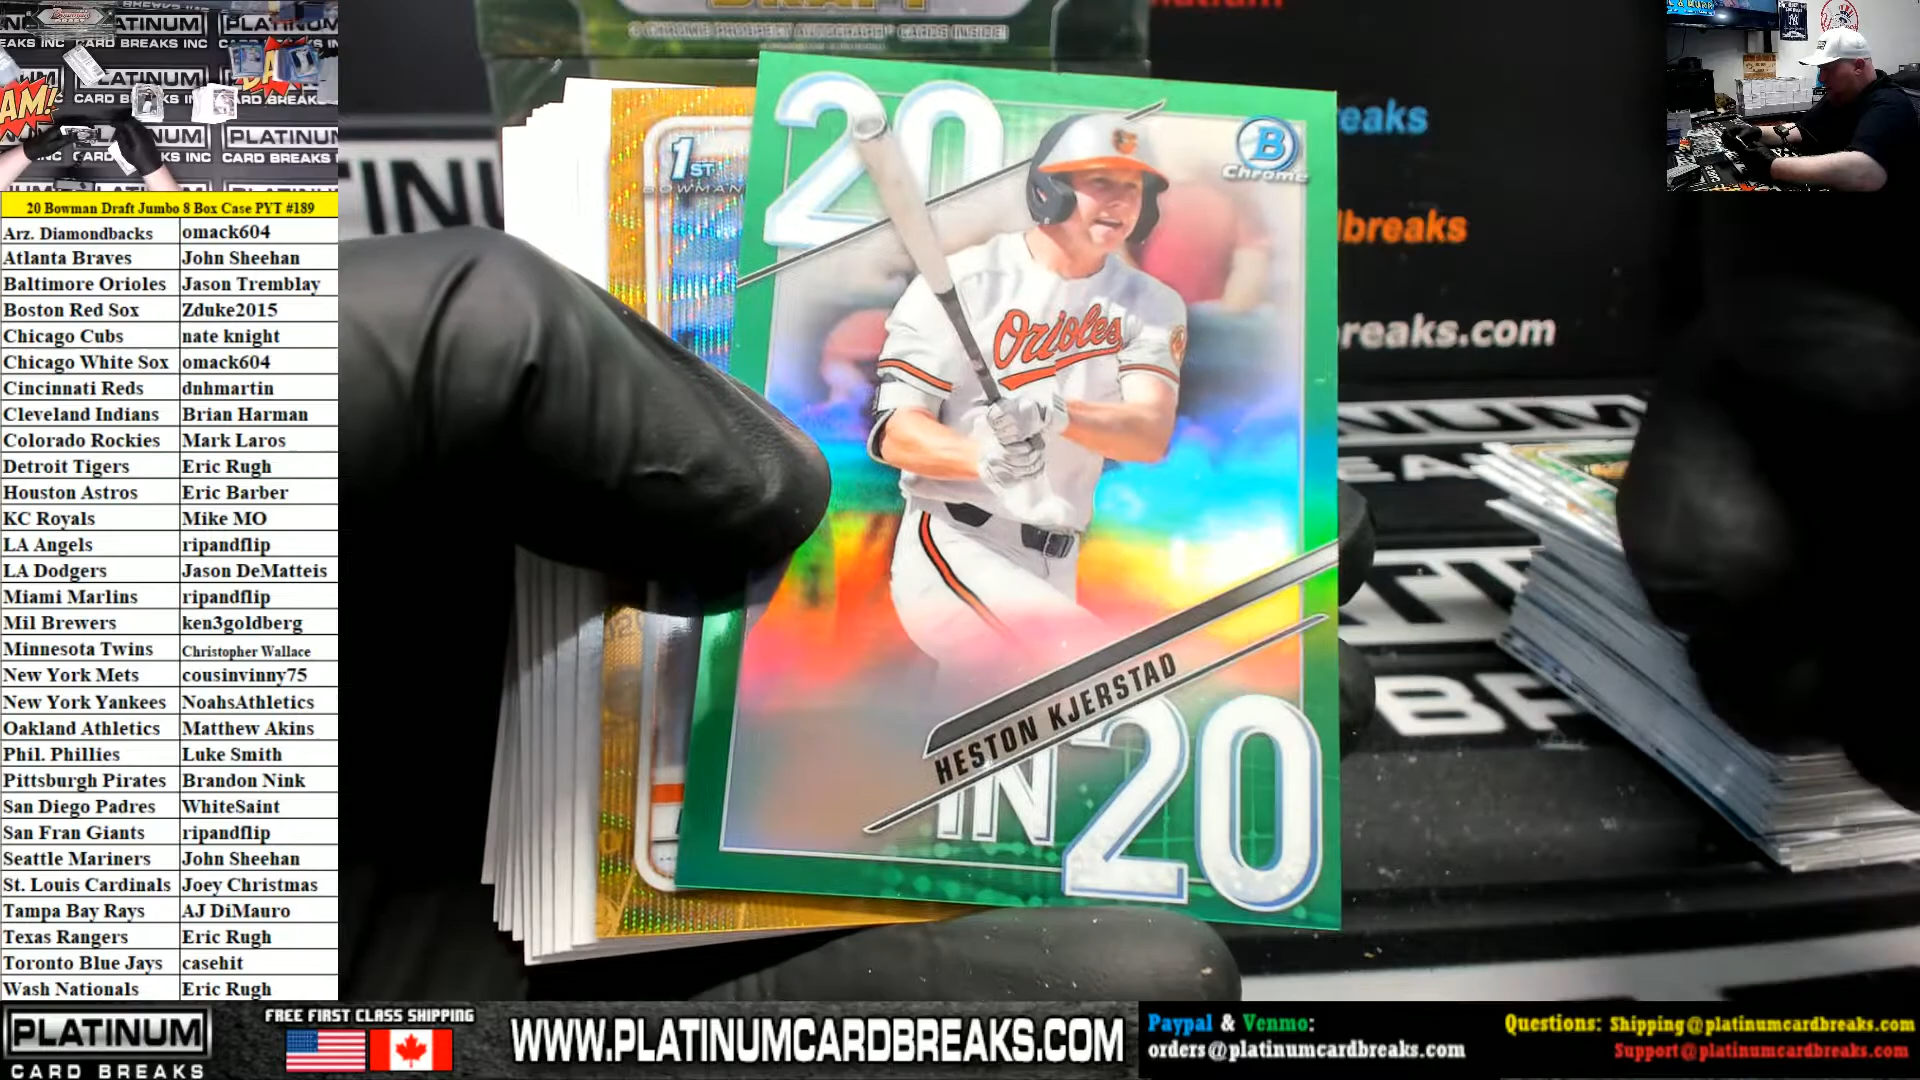 20 Bowman Draft Jumbo 8 Box Case PYT #189
Arz. Diamondbacks omack604
Atlanta Braves John Sheehan
Baltimore Orioles Jason Tremblay
Boston Red Sox Zduke2015
Chicago Cubs nate knight
Chicago White Sox omack604
Cincinnati Reds dnhmartin
Cleveland Indians Brian Harman
Colorado Rockies Mark Laros
Detroit Tigers Eric Rugh
Houston Astros Eric Barber
KC Royals Mike MO
LA Angels ripandflip
LA Dodgers Jason DeMatteis
Miami Marlins ripandflip
Mil Brewers ken3goldberg
Minnesota Twins Christopher Wallace
New York Mets cousinvinny75
New York Yankees NoahsAthletics
Oakland Athletics Matthew Akins
Phil. Phillies Luke Smith
Pittsburgh Pirates Brandon Nink
San Diego Padres WhiteSaint
San Fran Giants ripandflip
Seattle Mariners John Sheehan
St. Louis Cardinals Joey Christmas
Tampa Bay Rays AJ DiMauro
Texas Rangers Eric Rugh
Toronto Blue Jays casehit
Wash Nationals Eric Rugh
DRAFT
1ST
BOWMAN
20
B
Chrome
Orioles
HESTON KJERSTAD
IN
20
eaks
dbreaks
reaks.com
PLATINUM
CARD BREAKS INC
PLATINUM
CARD BREAKS
FREE FIRST CLASS SHIPPING
WWW.PLATINUMCARDBREAKS.COM
Paypal & Venmo:
orders@platinumcardbreaks.com
Questions: Shipping@platinumcardbreaks.com
Support@platinumcardbreaks.com